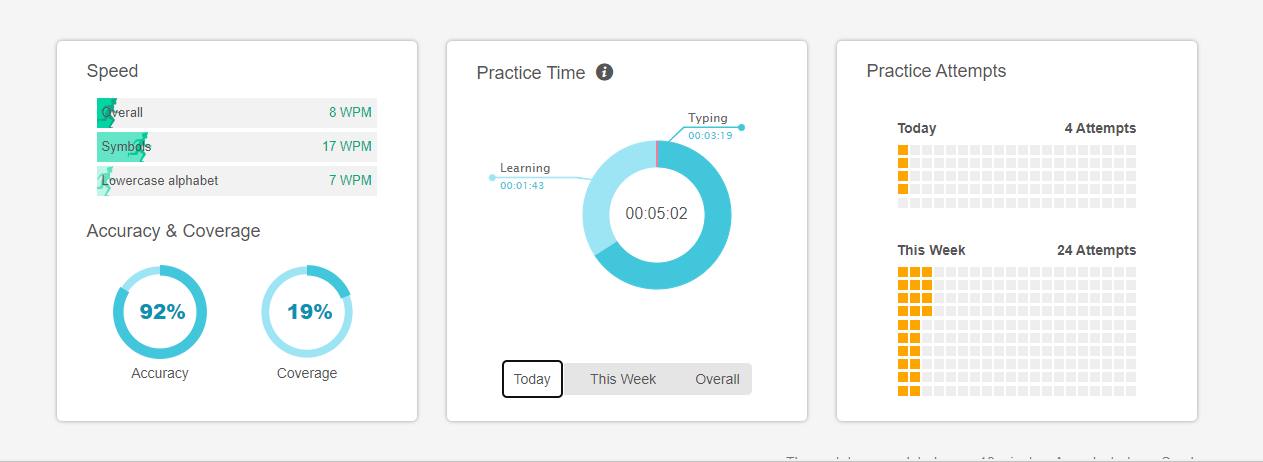 Speed
Overall 8 WPM
Symbols 17 WPM
Lowercase alphabet 7 WPM
Accuracy & Coverage
92%
19%
Accuracy
Coverage
Practice Time
Typing
00:03:19
Learning
00:01:43
00:05:02
Today This Week Overall
Practice Attempts
Today 4 Attempts
This Week 24 Attempts